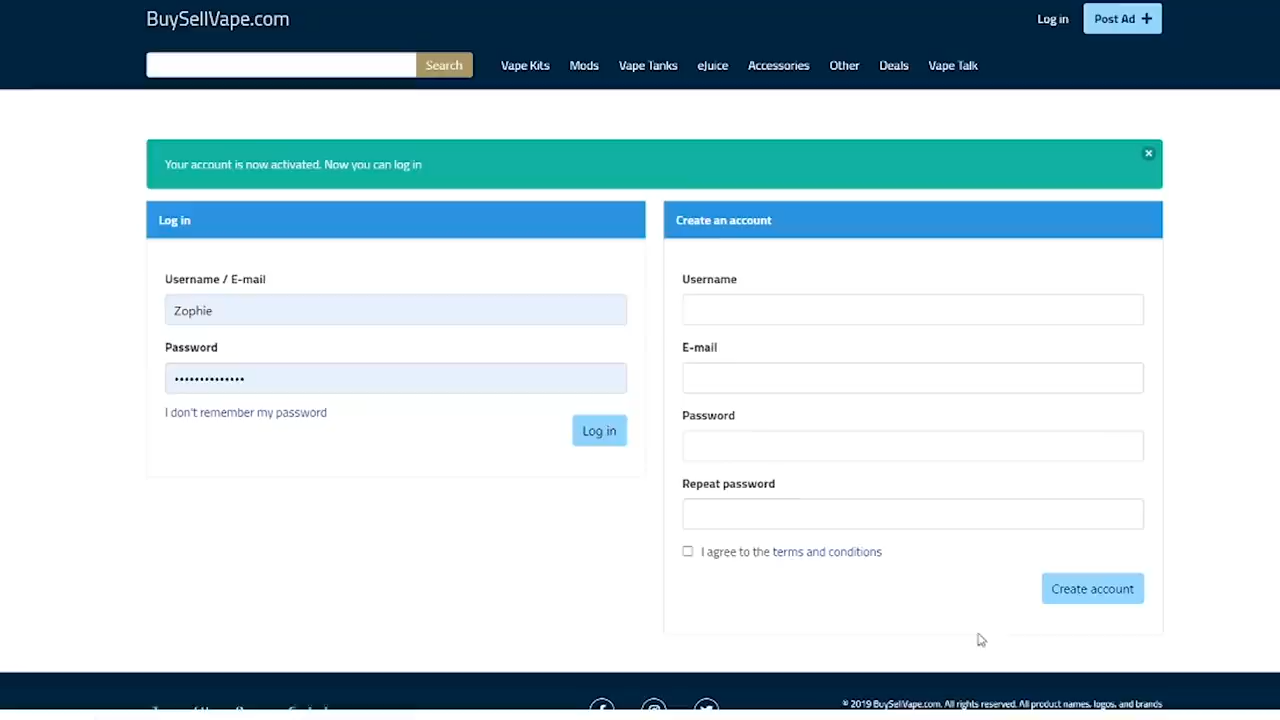 BuySellVape.com
Log in
Post Ad +
Search
Vape Kits
Mods
Vape Tanks
eJuice
Accessories
Other
Deals
Vape Talk
Your account is now activated. Now you can log in
Log in
Username / E-mail
Zophie
Password
••••••••••••••
I don't remember my password
Log in
Create an account
Username
E-mail
Password
Repeat password
I agree to the terms and conditions
Create account
© 2019 BuySellVape.com. All rights reserved. All product names, logos, and brands